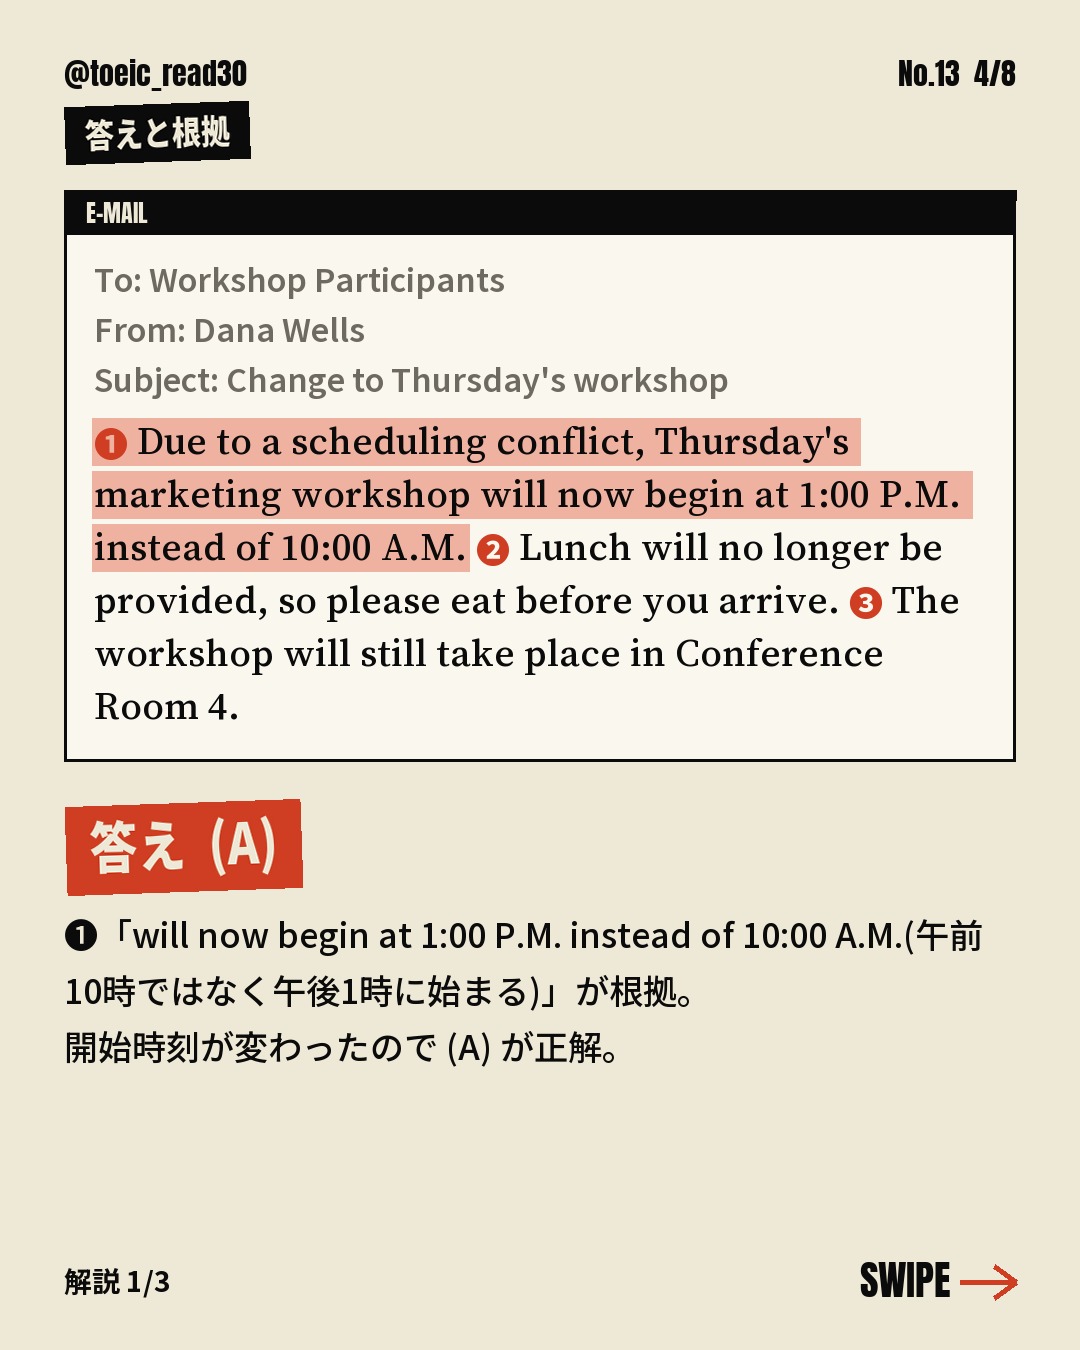 @toeic_read30
No.13 4/8
答えと根拠
E-MAIL
To: Workshop Participants
From: Dana Wells
Subject: Change to Thursday's workshop
❶ Due to a scheduling conflict, Thursday's
marketing workshop will now begin at 1:00 P.M.
instead of 10:00 A.M. ❷ Lunch will no longer be
provided, so please eat before you arrive. ❸ The
workshop will still take place in Conference
Room 4.
答え (A)
❶「will now begin at 1:00 P.M. instead of 10:00 A.M.(午前
10時ではなく午後1時に始まる)」が根拠。
開始時刻が変わったので (A) が正解。
解説 1/3
SWIPE